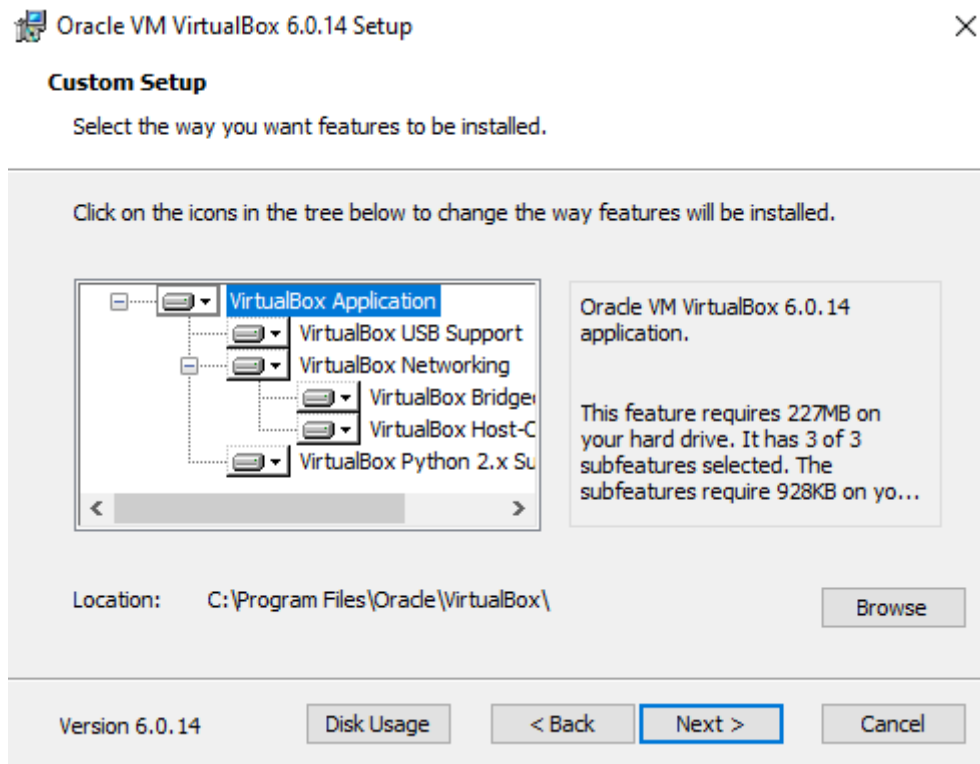 Oracle VM VirtualBox 6.0.14 Setup
Custom Setup
Select the way you want features to be installed.
Click on the icons in the tree below to change the way features will be installed.
VirtualBox Application
VirtualBox USB Support
VirtualBox Networking
VirtualBox Bridge
VirtualBox Host-C
VirtualBox Python 2.x Su
Oracle VM VirtualBox 6.0.14
application.
This feature requires 227MB on
your hard drive. It has 3 of 3
subfeatures selected. The
subfeatures require 928KB on yo...
Location: C:\Program Files\Oracle\VirtualBox\
Browse
Version 6.0.14 Disk Usage < Back Next > Cancel